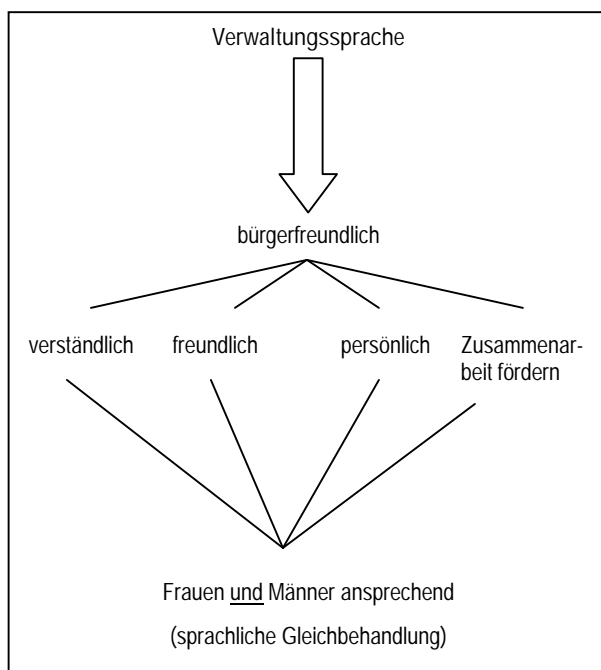 Verwaltungssprache
bürgerfreundlich
verständlich freundlich persönlich Zusammenar-
beit fördern
Frauen und Männer ansprechend
(sprachliche Gleichbehandlung)